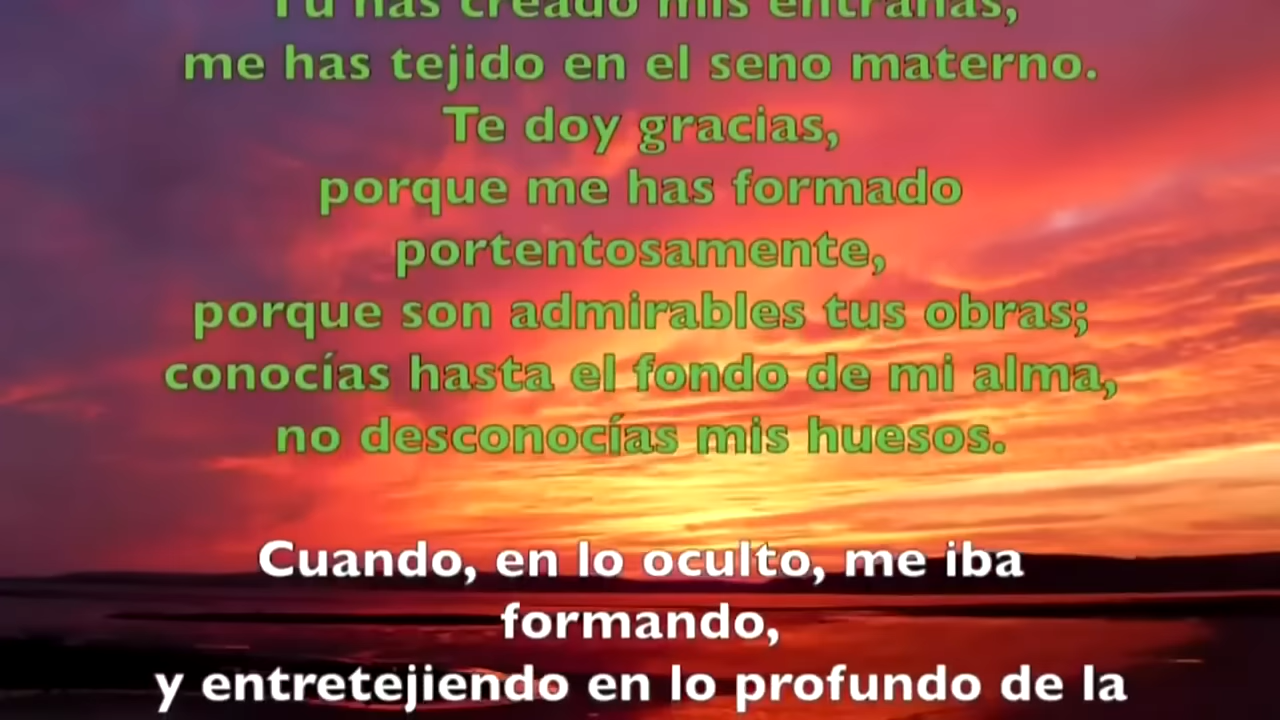 Tú has creado mis entrañas,
me has tejido en el seno materno.
Te doy gracias,
porque me has formado
portentosamente,
porque son admirables tus obras;
conocías hasta el fondo de mi alma,
no desconocías mis huesos.
Cuando, en lo oculto, me iba
formando,
y entretejiendo en lo profundo de la